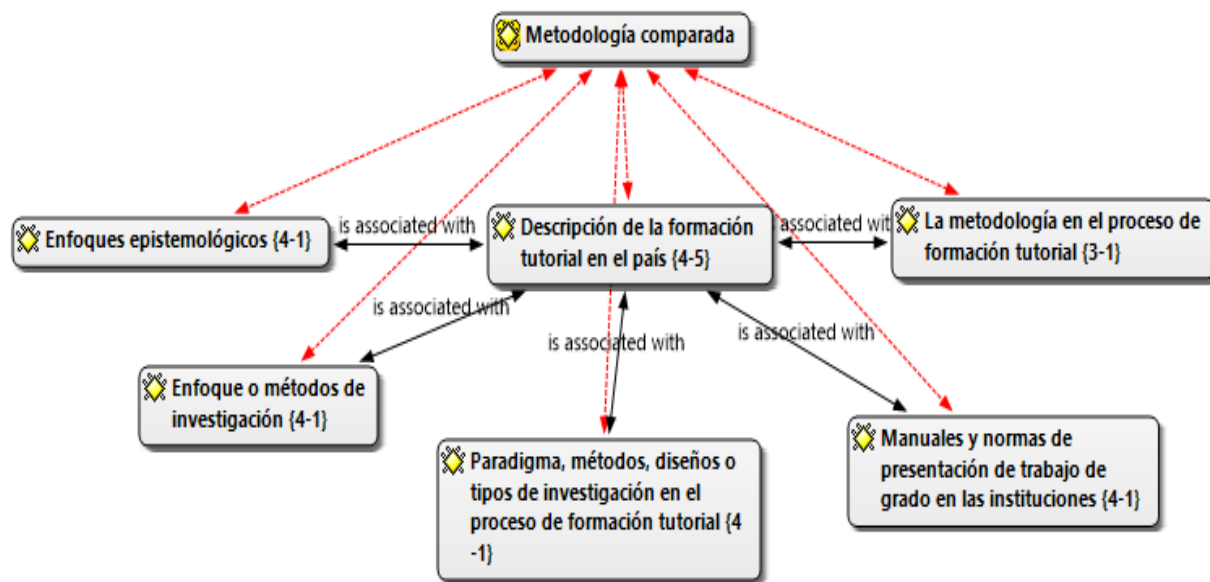 Metodología comparada
Enfoques epistemológicos {4-1}
is associated with
Descripción de la formación
tutorial en el país {4-5}
associated wit
La metodología en el proceso de
formación tutorial {3-1}
is associated with
is associated with
is associated with
Enfoque o métodos de
investigación {4-1}
Paradigma, métodos, diseños o
tipos de investigación en el
proceso de formación tutorial {4
-1}
Manuales y normas de
presentación de trabajo de
grado en las instituciones {4-1}